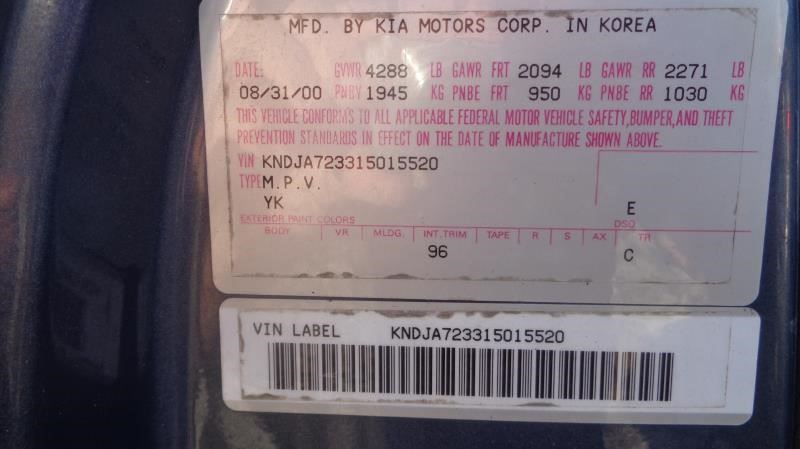 MFD. BY KIA MOTORS CORP. IN KOREA
DATE: GVWR 4288 LB GAWR FRT 2094 LB GAWR RR 2271 LB
08/31/00 PNBV 1945 KG PNBE FRT 950 KG PNBE RR 1030 KG
THIS VEHICLE CONFORMS TO ALL APPLICABLE FEDERAL MOTOR VEHICLE SAFETY,BUMPER,AND THEFT
PREVENTION STANDARDS IN EFFECT ON THE DATE OF MANUFACTURE SHOWN ABOVE.
VIN KNDJA723315015520
TYPE M.P.V.
YK E
EXTERIOR PAINT COLORS DSO
BODY VR MLDG. INT.TRIM TAPE R S AX TR
96 C
VIN LABEL KNDJA723315015520